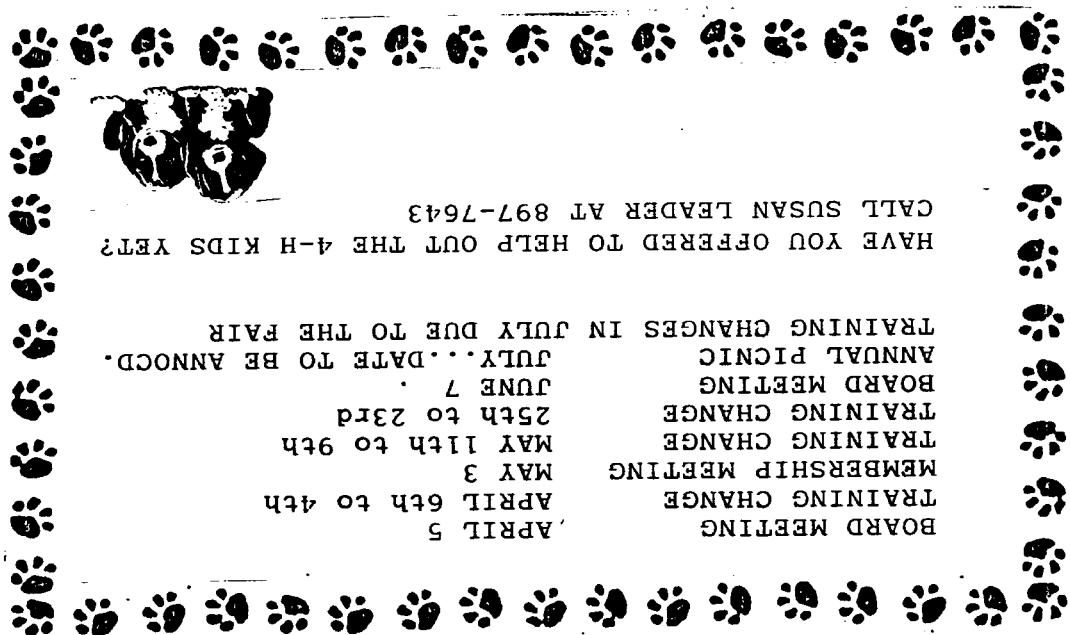 BOARD MEETING APRIL 5
TRAINING CHANGE APRIL 6th to 4th
MEMBERSHIP MEETING MAY 3
TRAINING CHANGE MAY 11th to 9th
TRAINING CHANGE 25th to 23rd
BOARD MEETING JUNE 7
ANNUAL PICNIC JULY...DATE TO BE ANNOCD.
TRAINING CHANGES IN JULY DUE TO THE FAIR
HAVE YOU OFFERED TO HELP OUT THE 4-H KIDS YET?
CALL SUSAN LEADER AT 897-7643